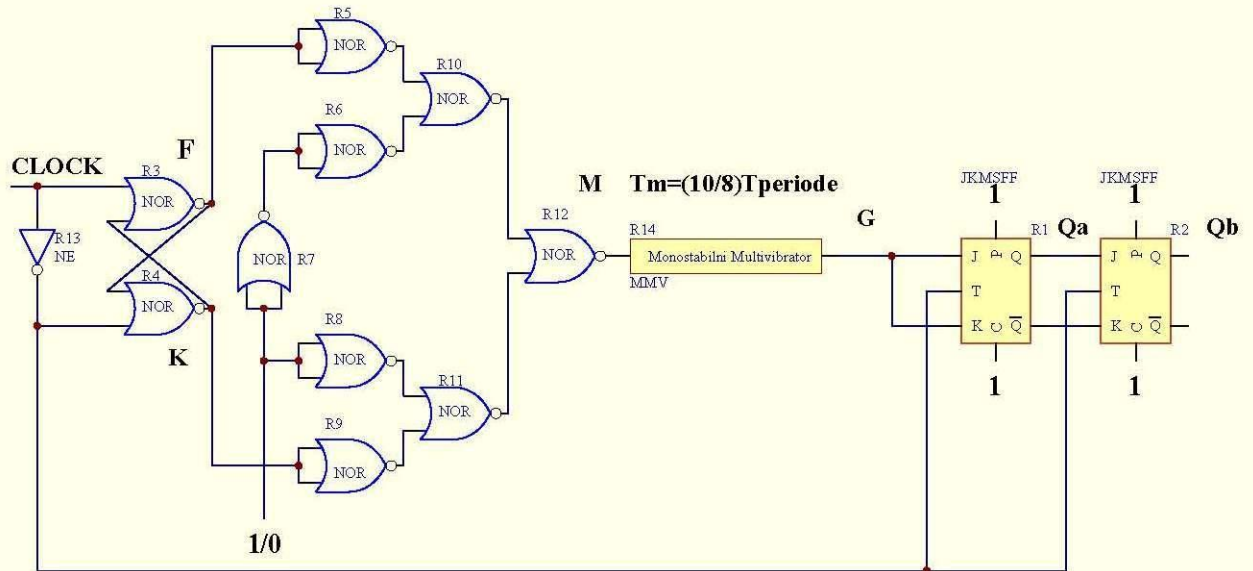 R5
NOR
R10
NOR
R6
NOR
F
CLOCK
R3
NOR
M Tm=(10/8)Tperiode
JKMSFF
JKMSFF
1
1
R12
NOR
G
R14
Monostabilni Multivibrator
MMV
R1
Qa
R2
Qb
J
P
Q
J
P
Q
R13
NE
NOR
R7
T
T
R4
NOR
K
C
Q
K
C
Q
K
R8
NOR
R11
NOR
1
1
R9
NOR
1/0